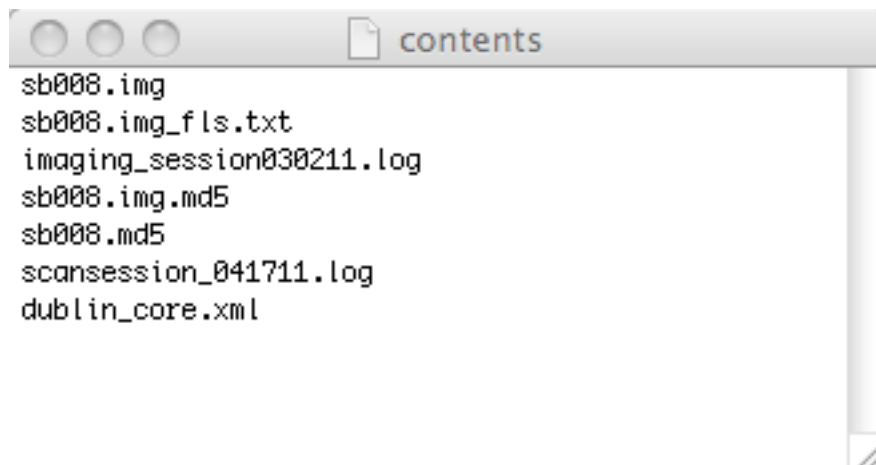 contents
sb008.img
sb008.img_fls.txt
imaging_session030211.log
sb008.img.md5
sb008.md5
scansession_041711.log
dublin_core.xml